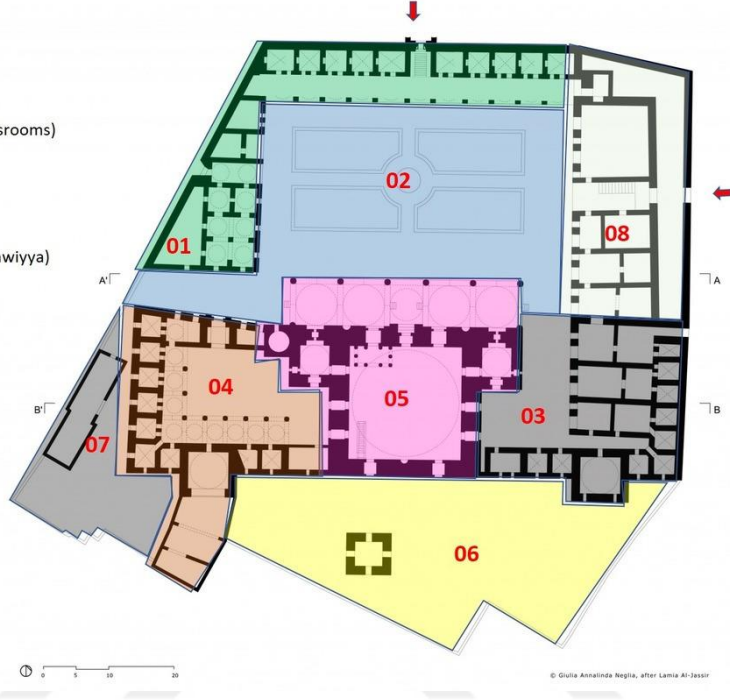 srooms)
02
01
08
wiyya)
A'
A
04
05
03
B'
B
07
06
0 5 10 20
© Giulia Annalinda Neglia, after Lamia Al-Jassir